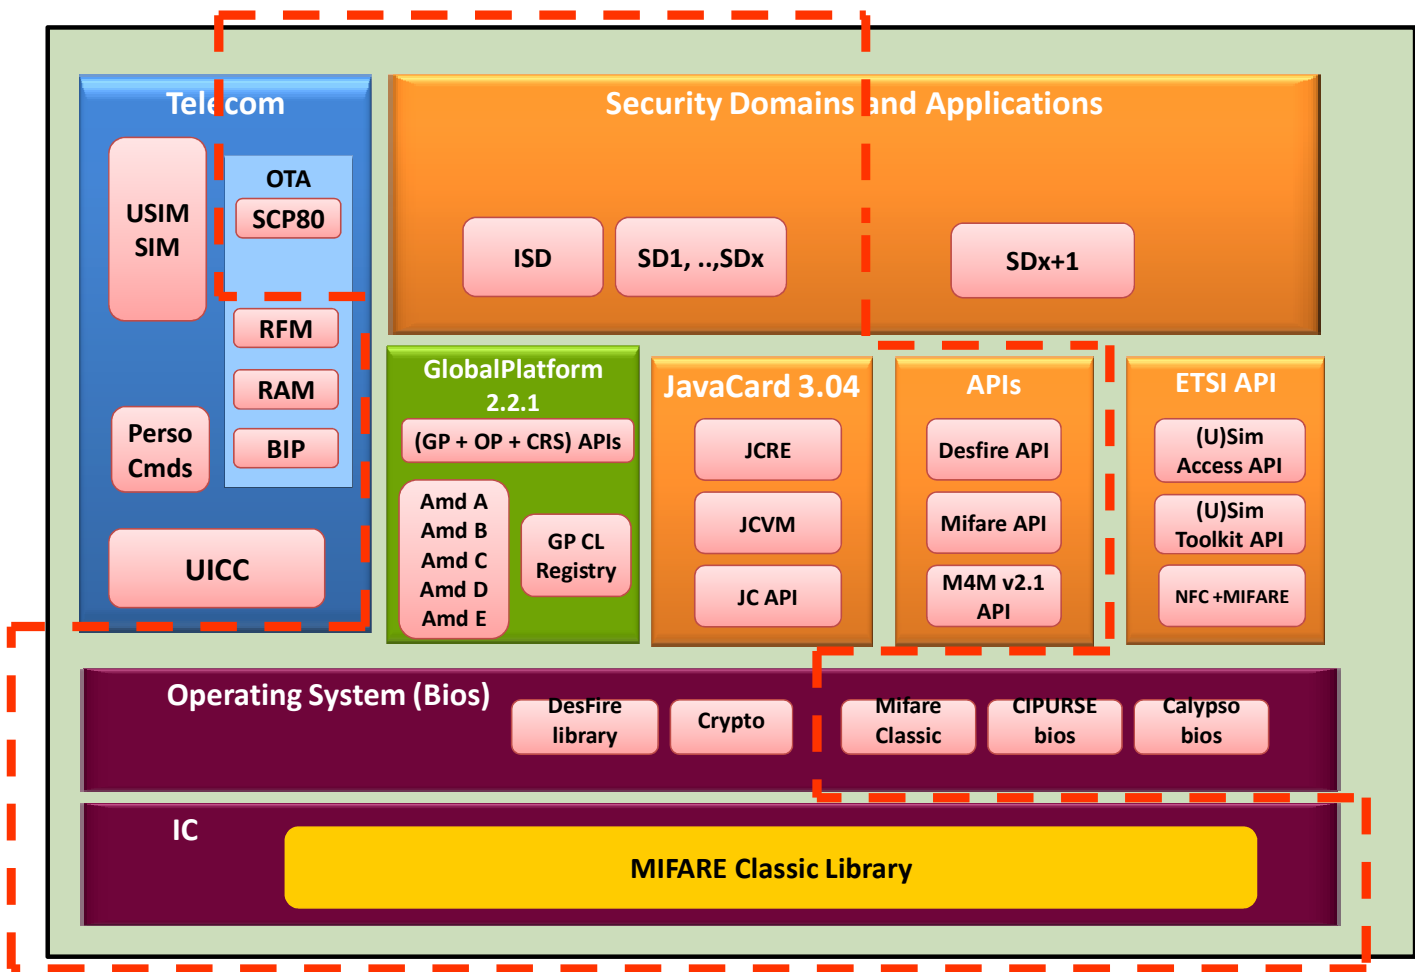 Telecom
USIM
SIM
OTA
SCP80
RFM
RAM
BIP
Perso
Cmds
UICC
Security Domains and Applications
ISD
SD1, ..,SDx
SDx+1
GlobalPlatform
2.2.1
(GP + OP + CRS) APIs
Amd A
Amd B
Amd C
Amd D
Amd E
GP CL
Registry
JavaCard 3.04
JCRE
JCVM
JC API
APIs
Desfire API
Mifare API
M4M v2.1
API
ETSI API
(U)Sim
Access API
(U)Sim
Toolkit API
NFC +MIFARE
Operating System (Bios)
DesFire
library
Crypto
Mifare
Classic
CIPURSE
bios
Calypso
bios
IC
MIFARE Classic Library